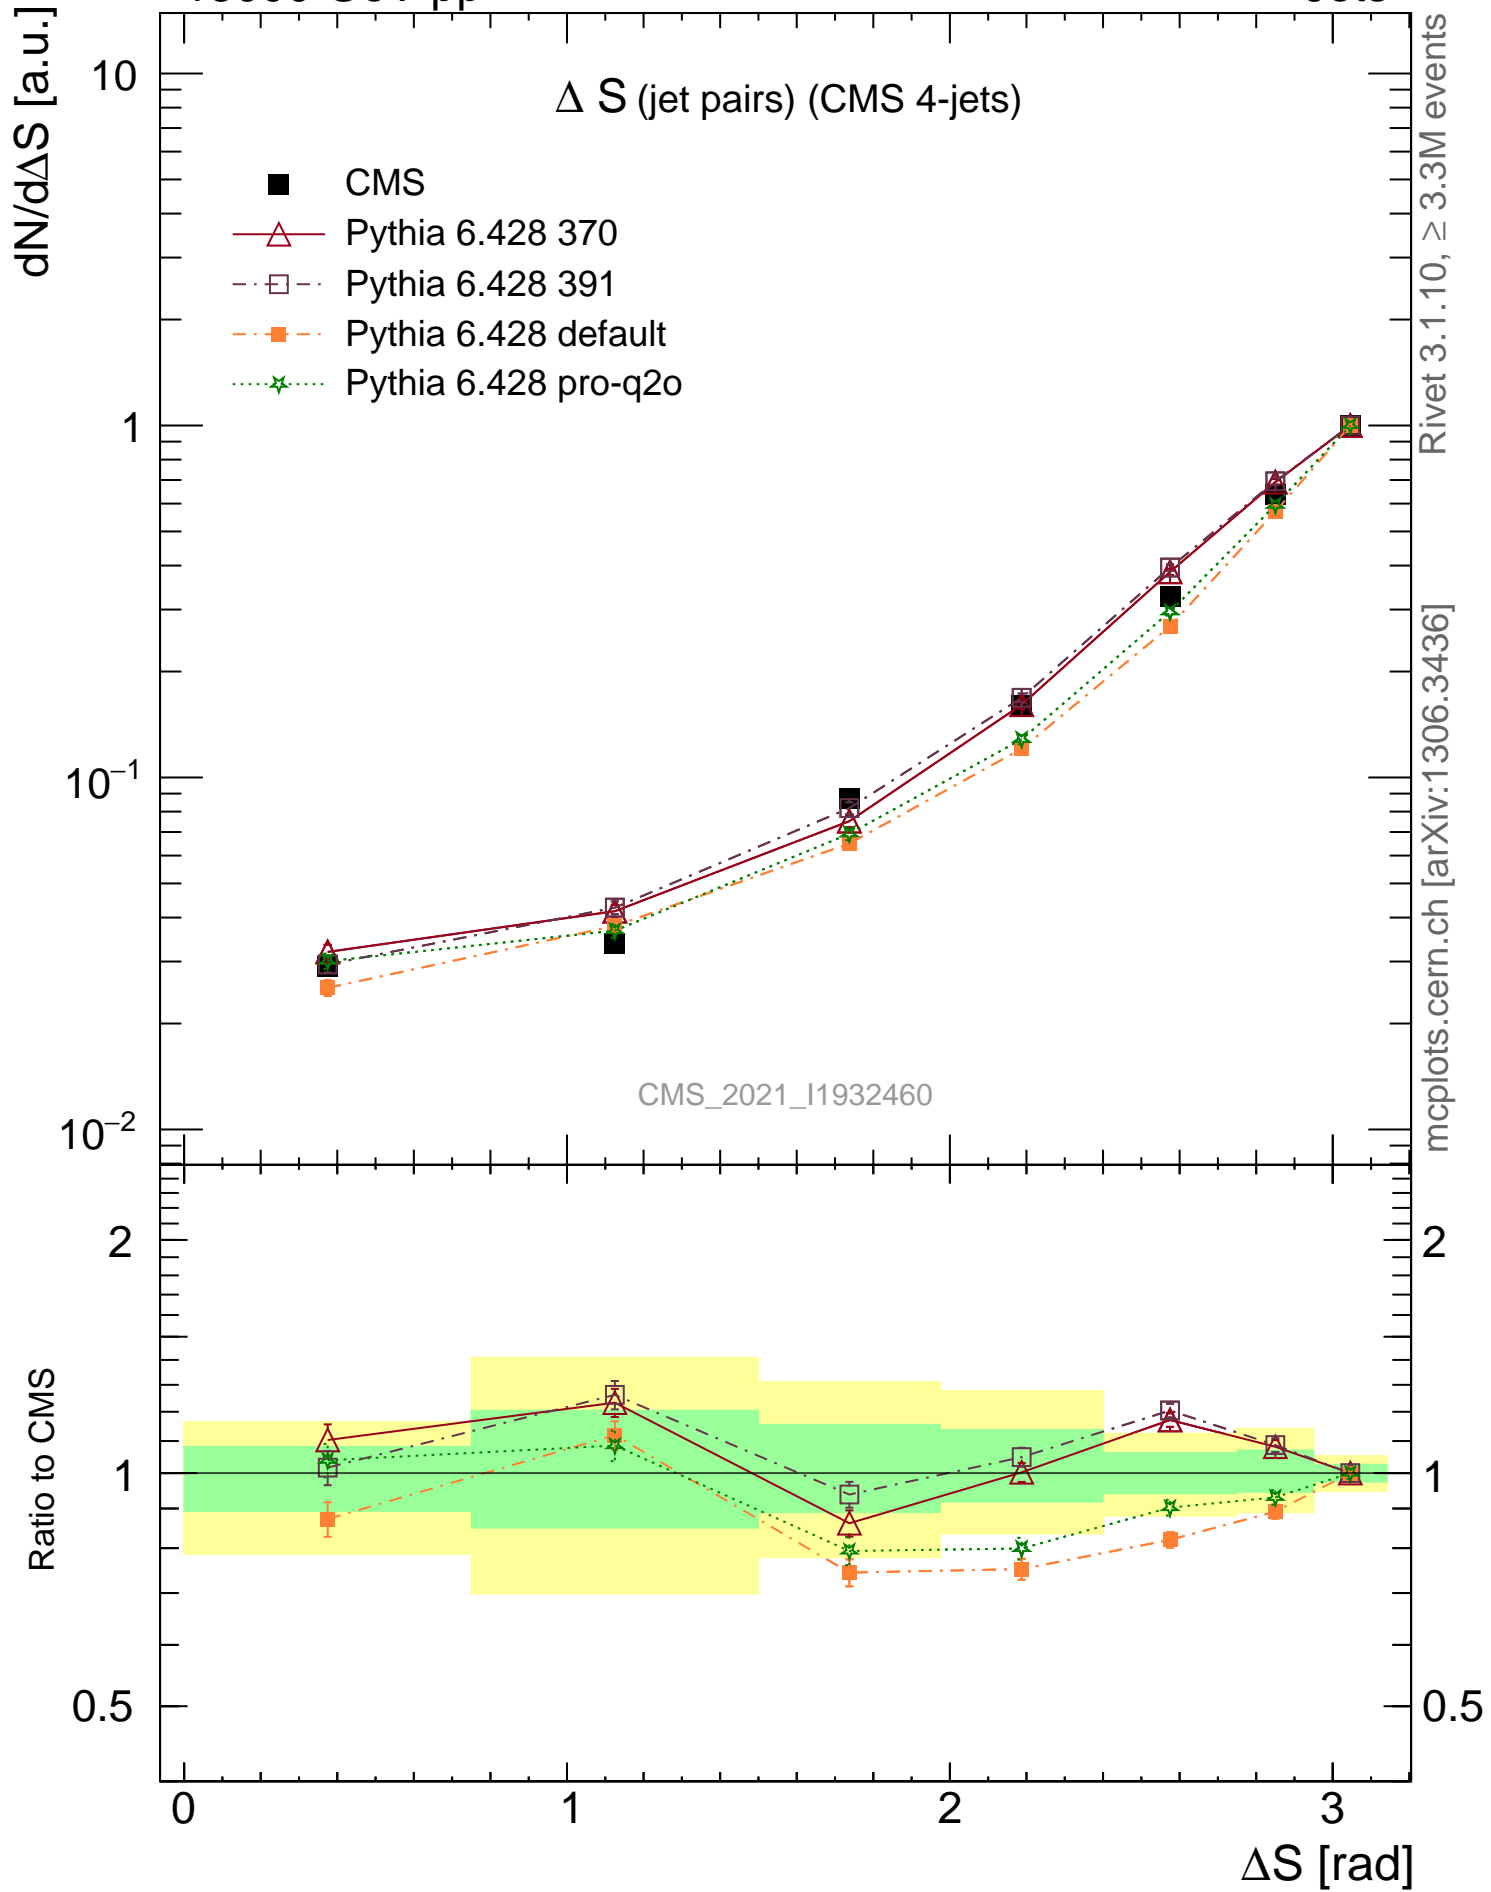 Δ S (jet pairs) (CMS 4-jets)
CMS
Pythia 6.428 370
Pythia 6.428 391
Pythia 6.428 default
Pythia 6.428 pro-q2o
dN/dΔS [a.u.]
10
1
10⁻¹
10⁻²
CMS_2021_I1932460
Rivet 3.1.10, ≥ 3.3M events
mcplots.cern.ch [arXiv:1306.3436]
Ratio to CMS
2
1
0.5
2
1
0.5
0 1 2 3
ΔS [rad]